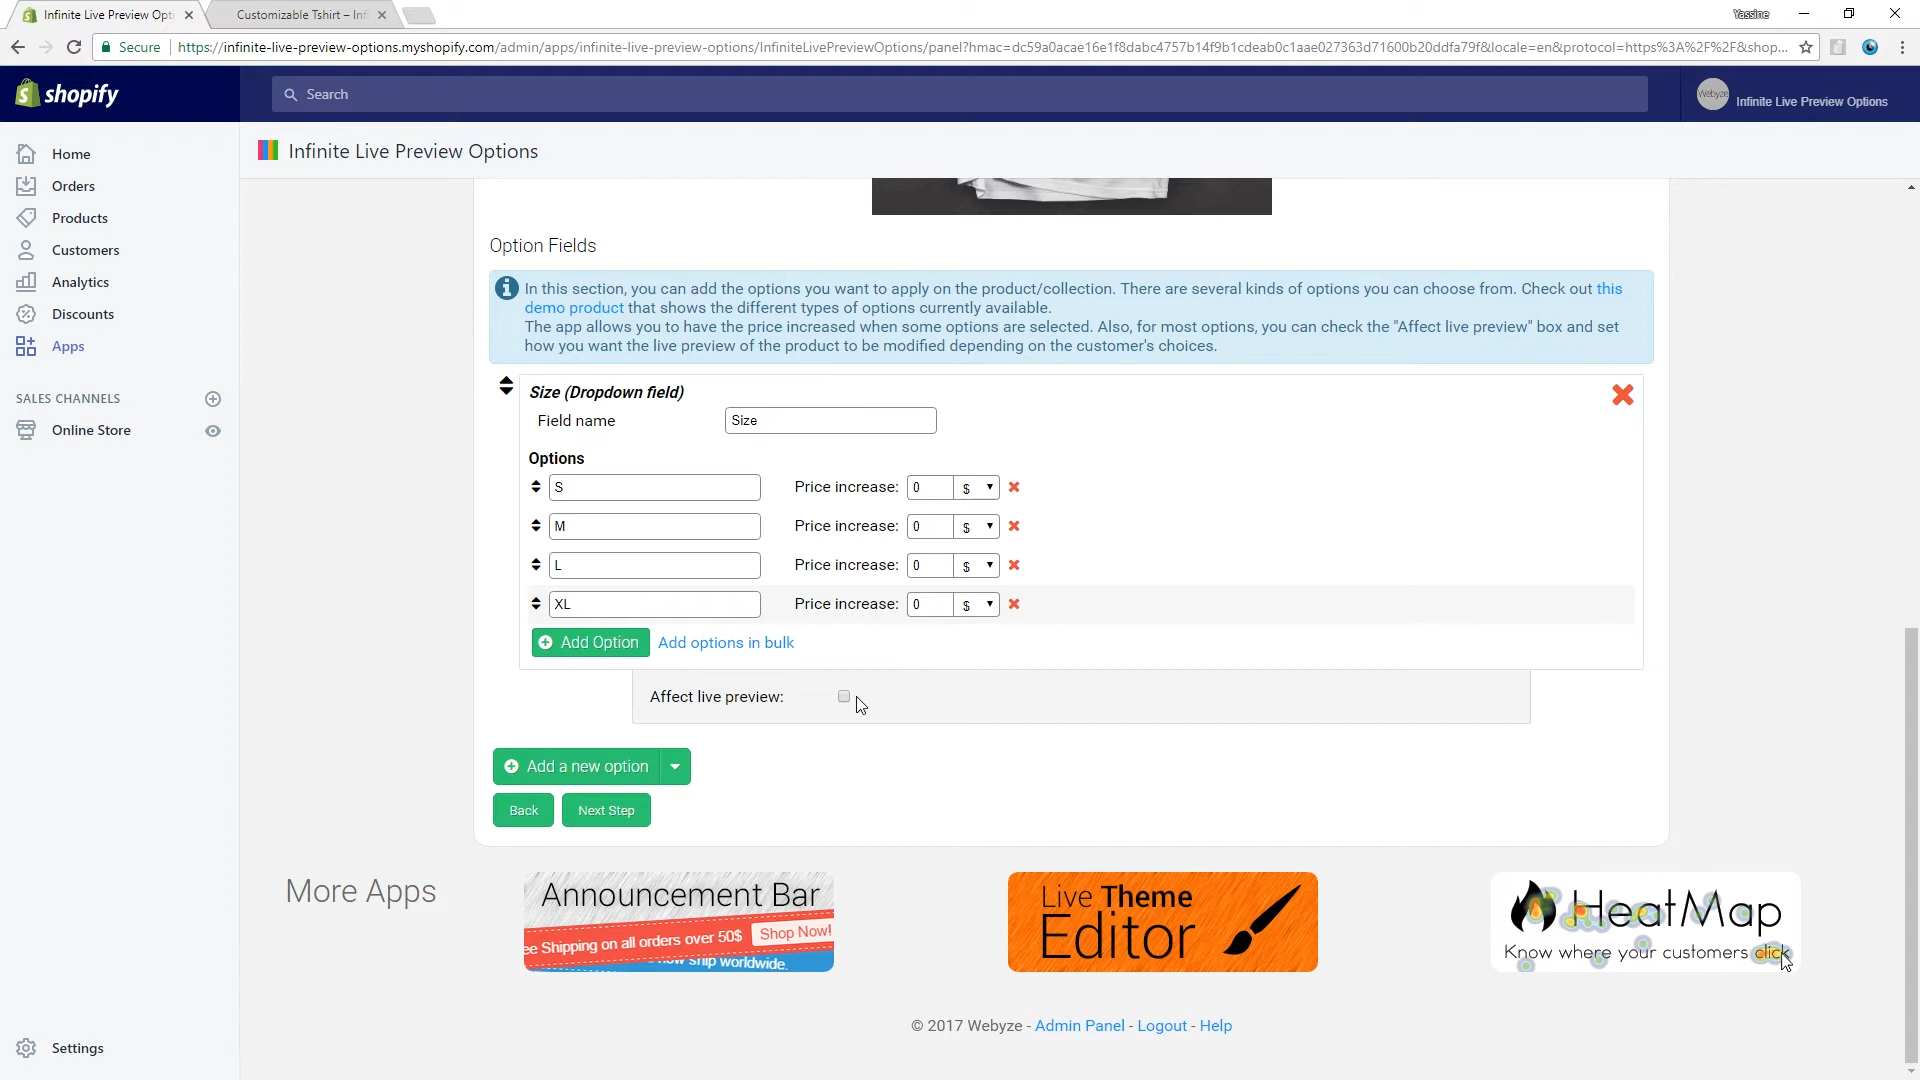 Infinite Live Preview Opti
Customizable Tshirt – Inf
Yassine
Secure
https://infinite-live-preview-options.myshopify.com/admin/apps/infinite-live-preview-options/InfiniteLivePreviewOptions/panel?hmac=dc59a0acae16e1f8dabc4757b14f9b1cdeab0c1aae027363d71600b20ddfa79f&locale=en&protocol=https%3A%2F%2F&shop...
shopify
Search
Webyze
Infinite Live Preview Options
Home
Orders
Products
Customers
Analytics
Discounts
Apps
SALES CHANNELS
Online Store
Settings
Infinite Live Preview Options
Option Fields
In this section, you can add the options you want to apply on the product/collection. There are several kinds of options you can choose from. Check out this
demo product that shows the different types of options currently available.
The app allows you to have the price increased when some options are selected. Also, for most options, you can check the "Affect live preview" box and set
how you want the live preview of the product to be modified depending on the customer's choices.
Size (Dropdown field)
Field name Size
Options
S Price increase: 0 $
M Price increase: 0 $
L Price increase: 0 $
XL Price increase: 0 $
Add Option Add options in bulk
Affect live preview:
Add a new option
Back Next Step
More Apps
Announcement Bar
ee Shipping on all orders over 50$ Shop Now!
now ship worldwide.
Live Theme
Editor
HeatMap
Know where your customers click
© 2017 Webyze - Admin Panel - Logout - Help